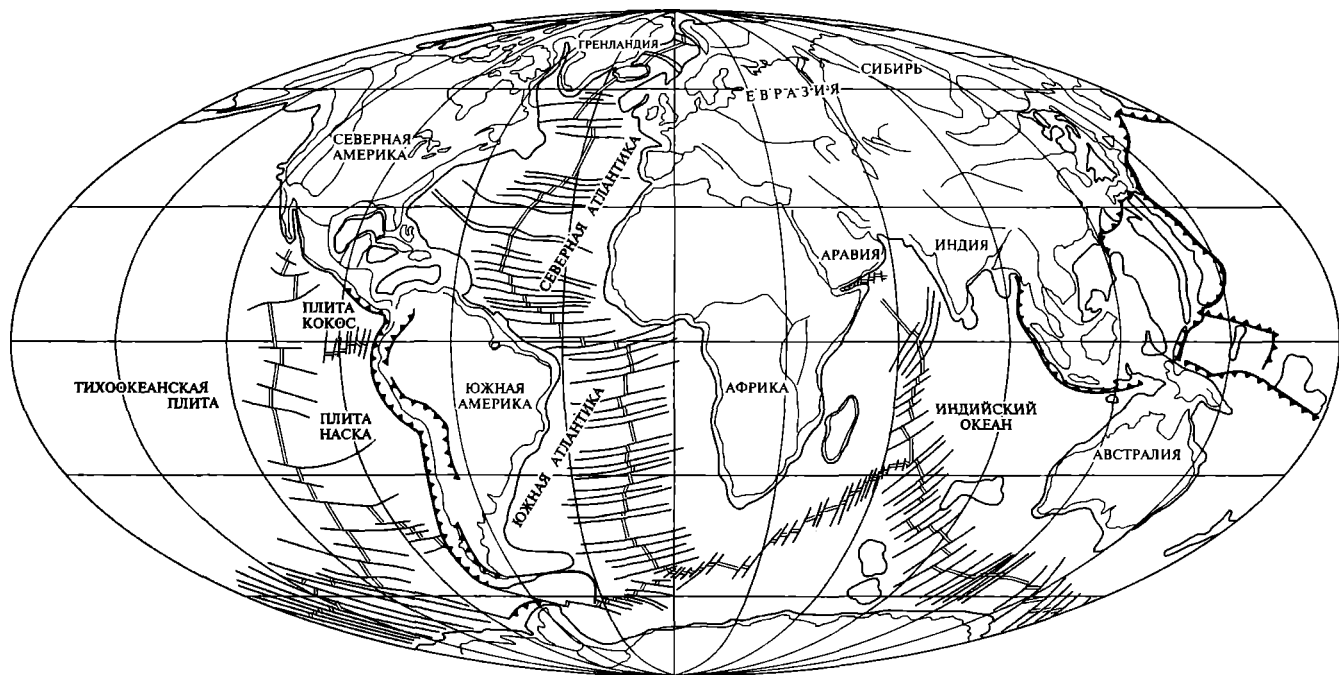 ГРЕНЛАНДИЯ
СИБИРЬ
ЕВРАЗИЯ
СЕВЕРНАЯ
АМЕРИКА
СЕВЕРНАЯ АТЛАНТИКА
АРАВИЯ
ИНДИЯ
ПЛИТА
КОКОС
ТИХООКЕАНСКАЯ
ПЛИТА
ЮЖНАЯ
АМЕРИКА
АФРИКА
ПЛИТА
НАСКА
ИНДИЙСКИЙ
ОКЕАН
ЮЖНАЯ АТЛАНТИКА
АВСТРАЛИЯ